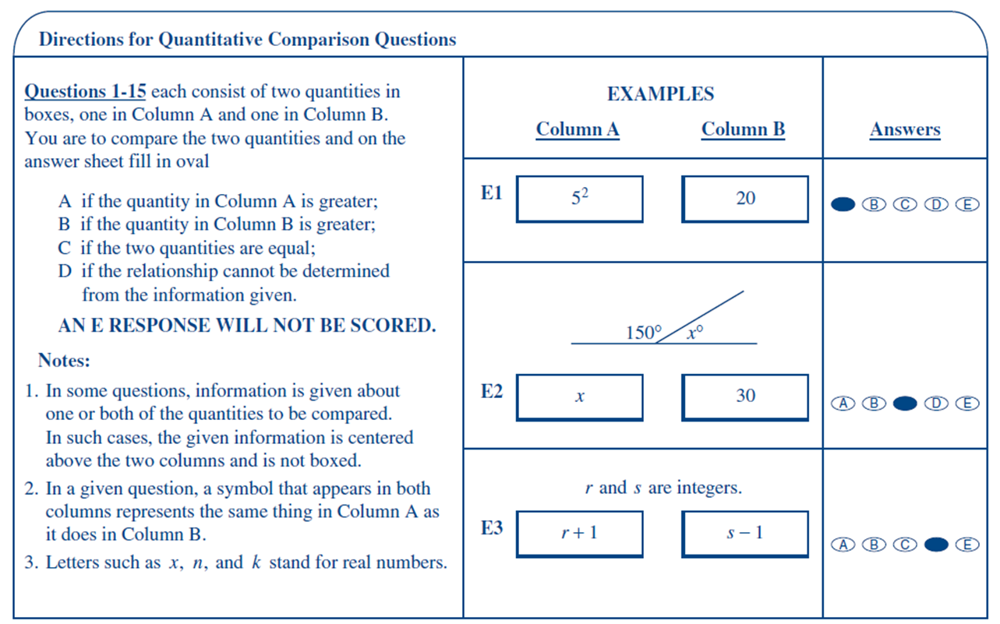 Directions for Quantitative Comparison Questions
Questions 1-15 each consist of two quantities in
boxes, one in Column A and one in Column B.
You are to compare the two quantities and on the
answer sheet fill in oval
A if the quantity in Column A is greater;
B if the quantity in Column B is greater;
C if the two quantities are equal;
D if the relationship cannot be determined
from the information given.
AN E RESPONSE WILL NOT BE SCORED.
Notes:
1. In some questions, information is given about
one or both of the quantities to be compared.
In such cases, the given information is centered
above the two columns and is not boxed.
2. In a given question, a symbol that appears in both
columns represents the same thing in Column A as
it does in Column B.
3. Letters such as x, n, and k stand for real numbers.
EXAMPLES
Column A Column B Answers
E1 5² 20 B C D E
150° x°
E2 x 30 A B D E
r and s are integers.
E3 r + 1 s − 1 A B C E